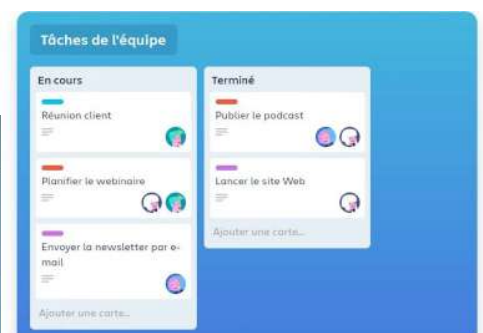 Tâches de l'équipe
En cours
Réunion client
Planifier le webinaire
Envoyer la newsletter par e-
mail
Ajouter une carte...
Terminé
Publier le podcast
Lancer le site Web
Ajouter une carte...